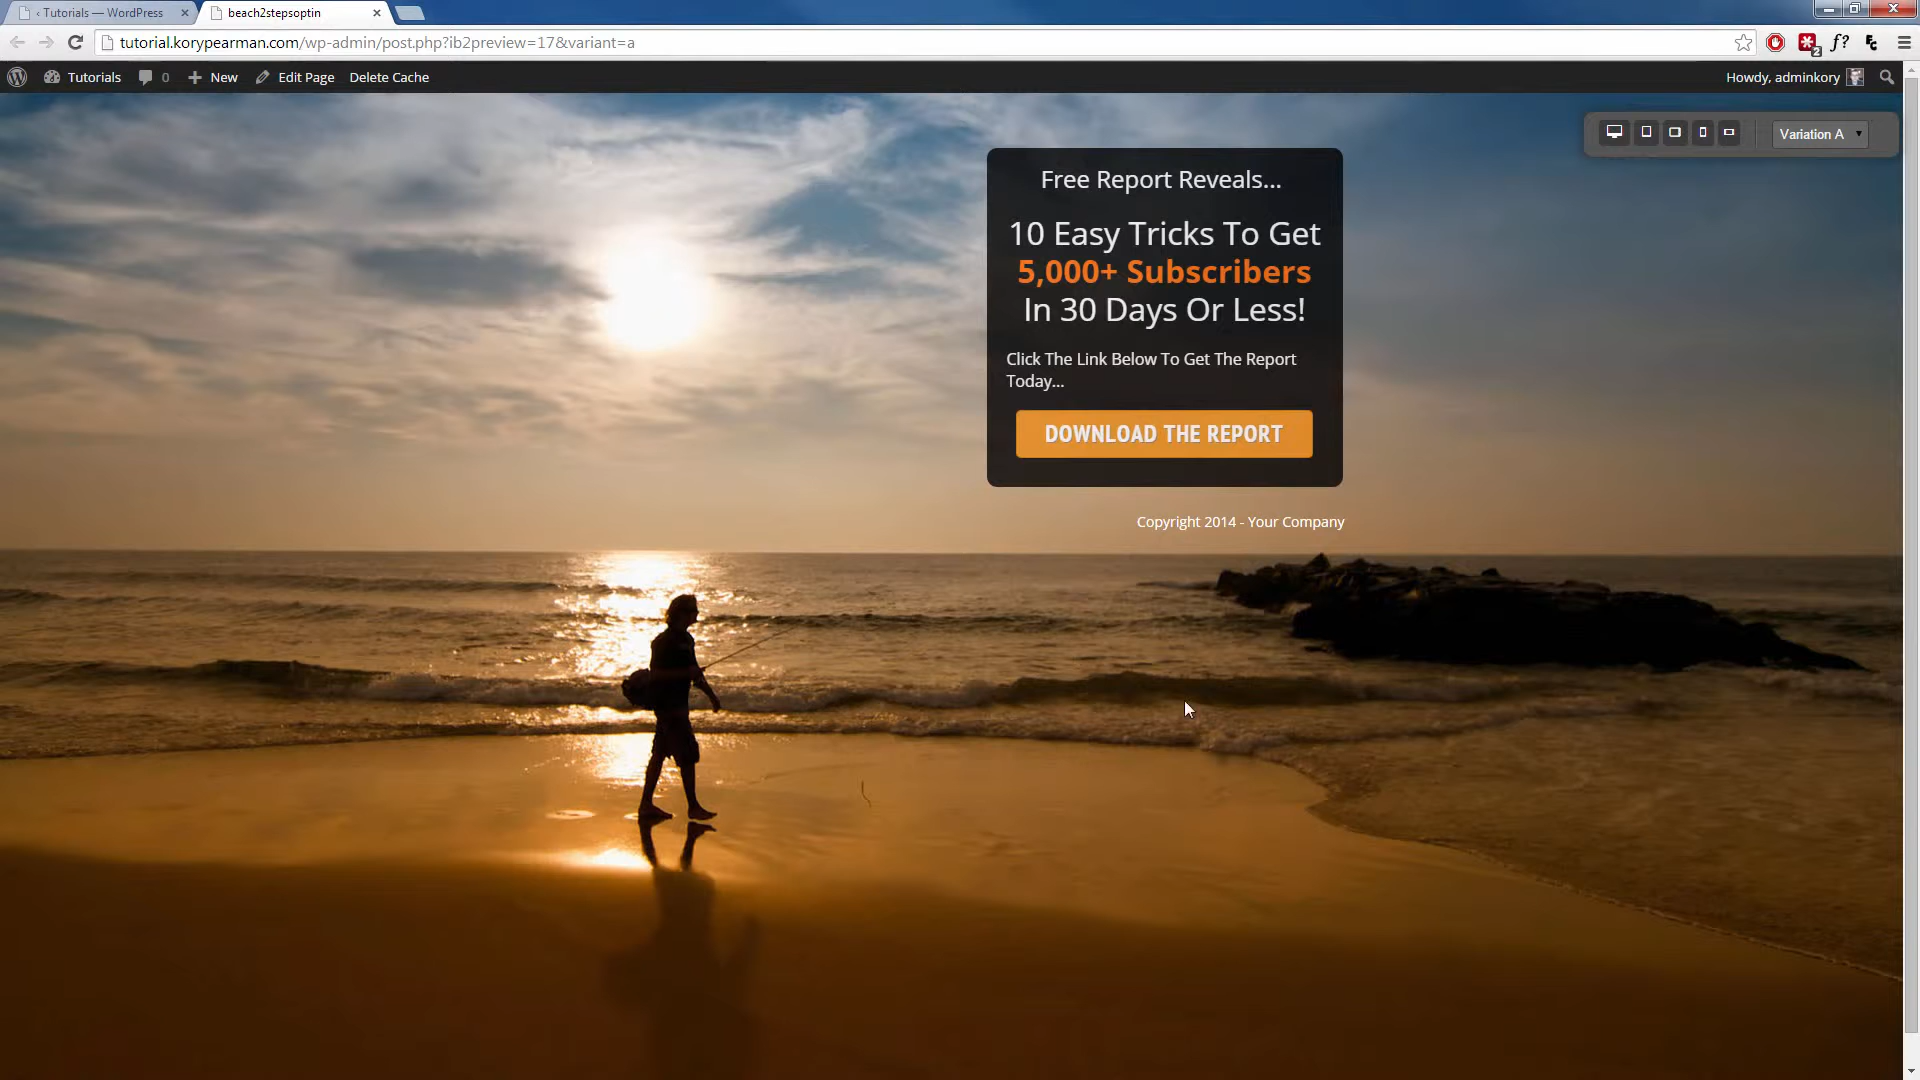 ‹ Tutorials — WordPress
beach2stepsoptin
tutorial.korypearman.com/wp-admin/post.php?ib2preview=17&variant=a
f?
2
Tutorials
0
New
Edit Page
Delete Cache
Howdy, adminkory
Variation A
Free Report Reveals...
10 Easy Tricks To Get
5,000+ Subscribers
In 30 Days Or Less!
Click The Link Below To Get The Report
Today...
DOWNLOAD THE REPORT
Copyright 2014 - Your Company